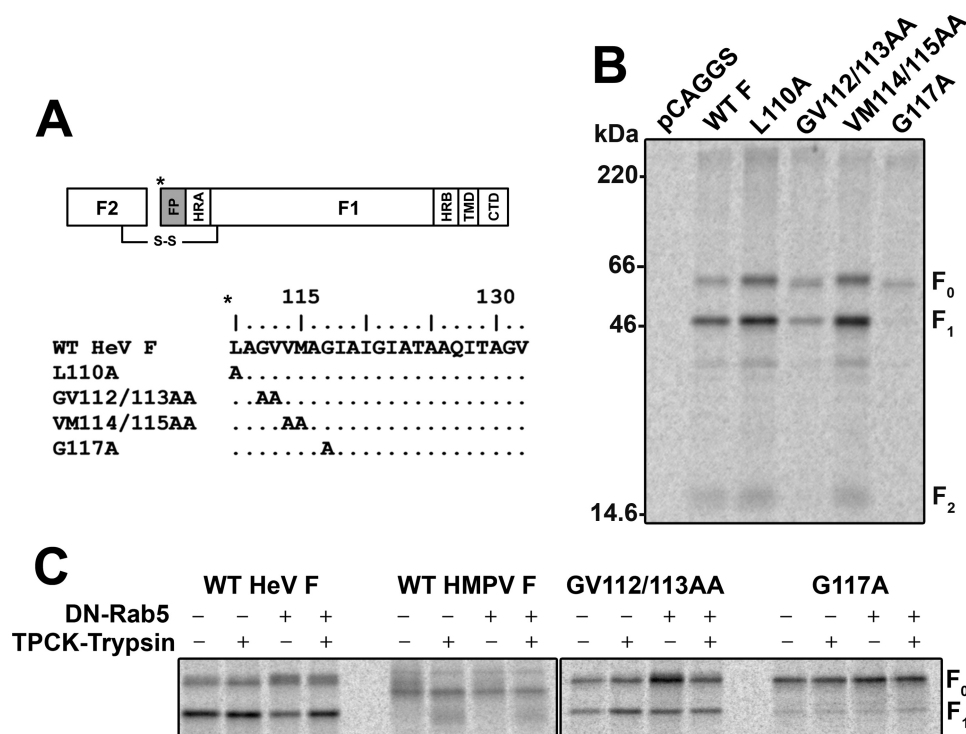 A
*
F2 FP HRA F1 HRB TMD CTD
S-S
* 115 130
|....|....|....|....|..
WT HeV F LAGVVMAGIAIGIATAAQITAGV
L110A A......................
GV112/113AA ..AA...................
VM114/115AA ....AA.................
G117A .......A...............
B
pCAGGS WT F L110A GV112/113AA VM114/115AA G117A
kDa
220-
66- F0
46- F1
14.6- F2
C
WT HeV F WT HMPV F GV112/113AA G117A
DN-Rab5 – – + + – – + + – – + + – – + +
TPCK-Trypsin – + – + – + – + – + – + – + – +
F0
F1